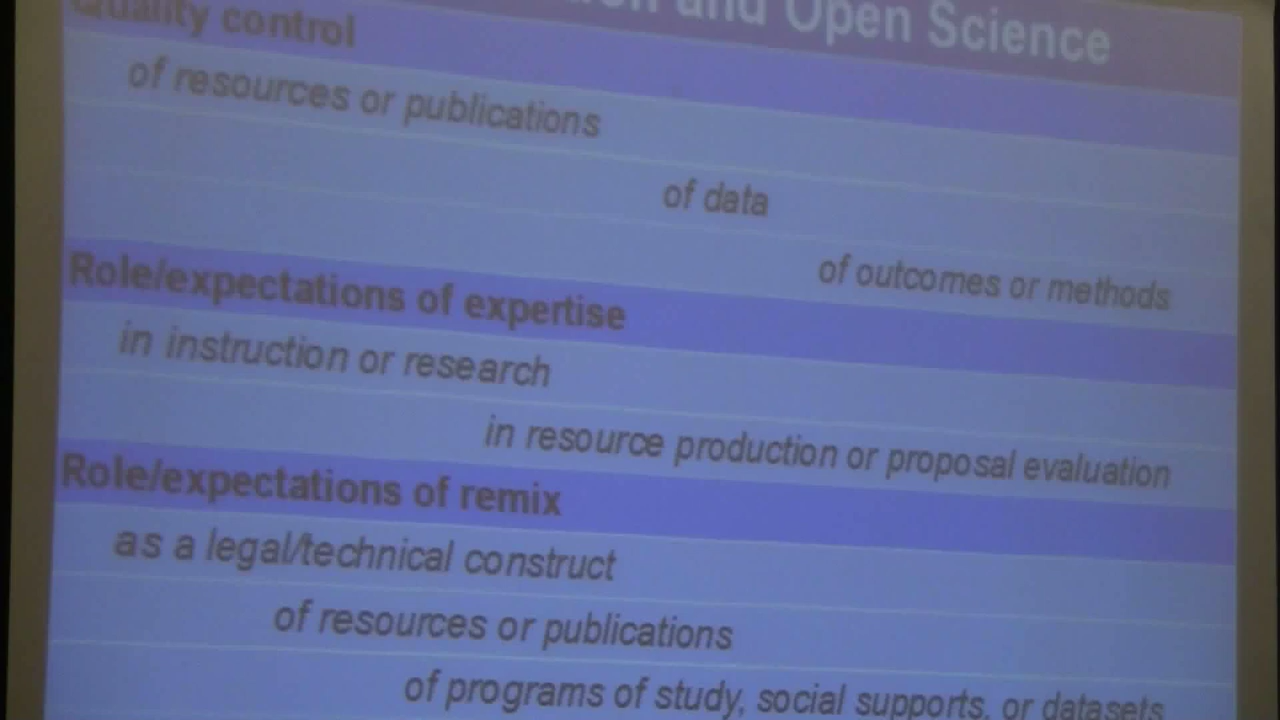 and Open Science
Quality control
of resources or publications
of data
of outcomes or methods
Role/expectations of expertise
in instruction or research
in resource production or proposal evaluation
Role/expectations of remix
as a legal/technical construct
of resources or publications
of programs of study, social supports, or datasets